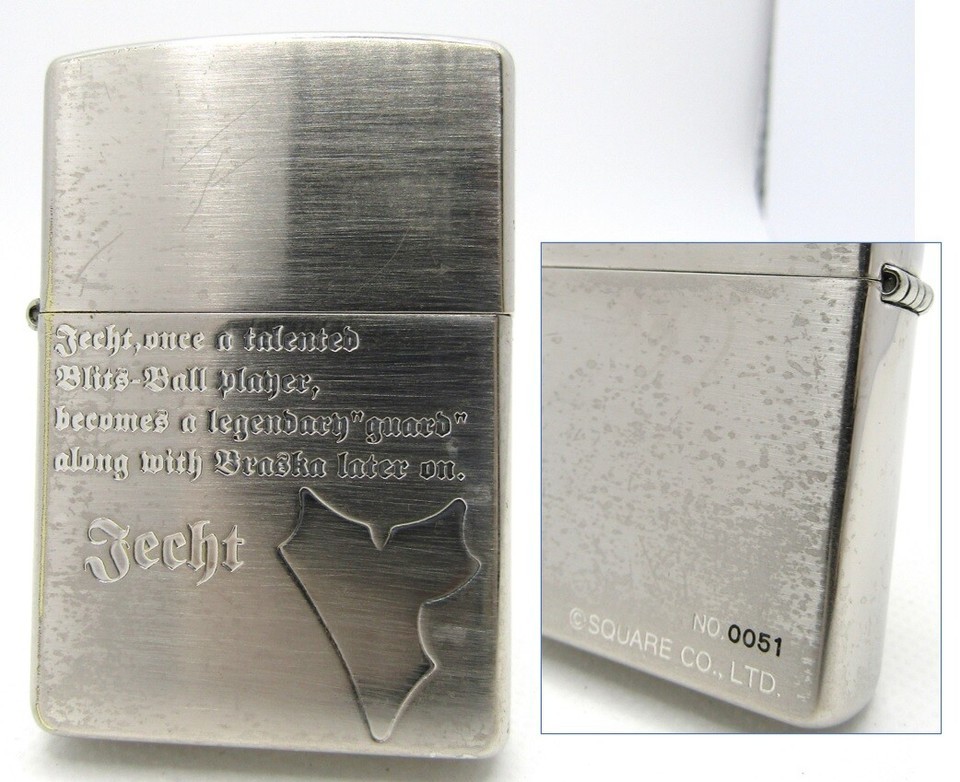 Jecht,once a talented
Blits-Ball player,
becomes a legendary"guard"
along with Braska later on.
Jecht
NO.0051
©SQUARE CO., LTD.